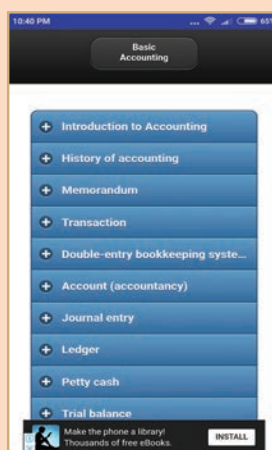 10:40 PM ... 65%
Basic
Accounting
Introduction to Accounting
History of accounting
Memorandum
Transaction
Double-entry bookkeeping syste...
Account (accountancy)
Journal entry
Ledger
Petty cash
Trial balance
Make the phone a library!
Thousands of free eBooks.
INSTALL